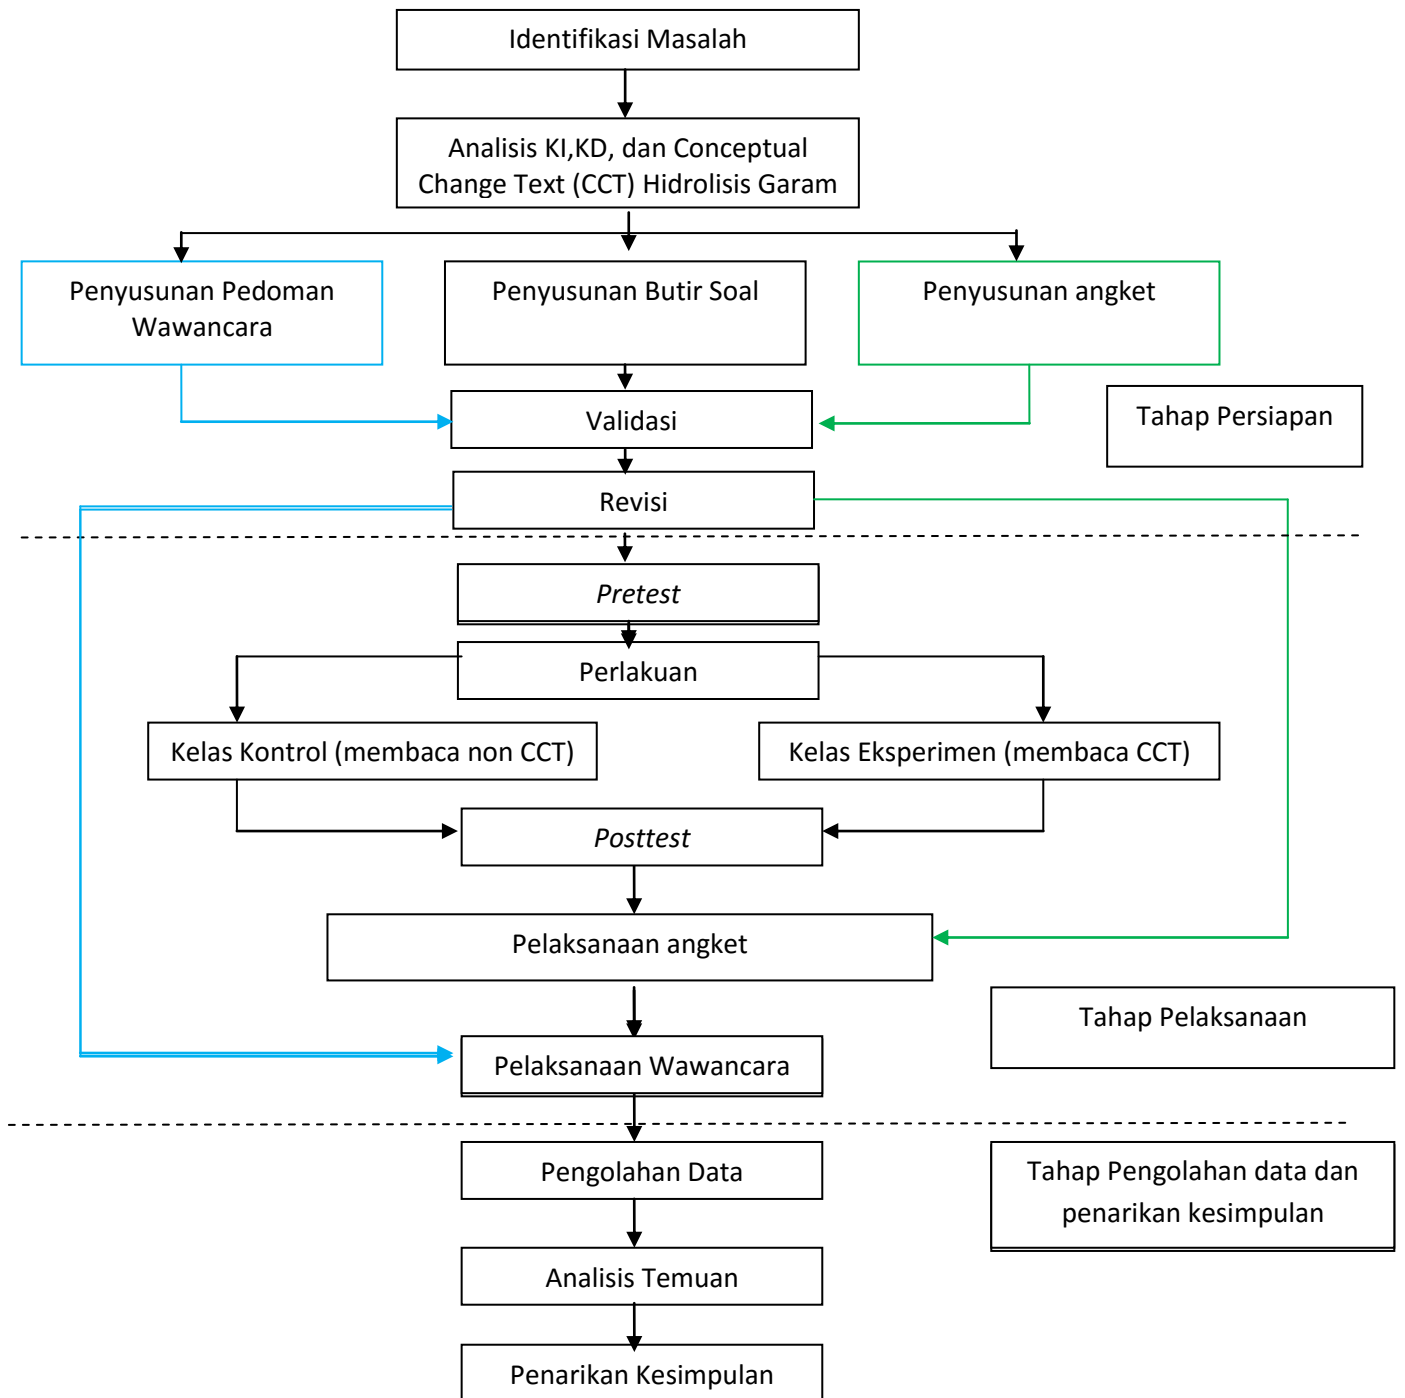 Identifikasi Masalah
Analisis KI,KD, dan Conceptual
Change Text (CCT) Hidrolisis Garam
Penyusunan Pedoman
Wawancara
Penyusunan Butir Soal
Penyusunan angket
Validasi
Tahap Persiapan
Revisi
Pretest
Perlakuan
Kelas Kontrol (membaca non CCT)
Kelas Eksperimen (membaca CCT)
Posttest
Pelaksanaan angket
Tahap Pelaksanaan
Pelaksanaan Wawancara
Pengolahan Data
Tahap Pengolahan data dan
penarikan kesimpulan
Analisis Temuan
Penarikan Kesimpulan